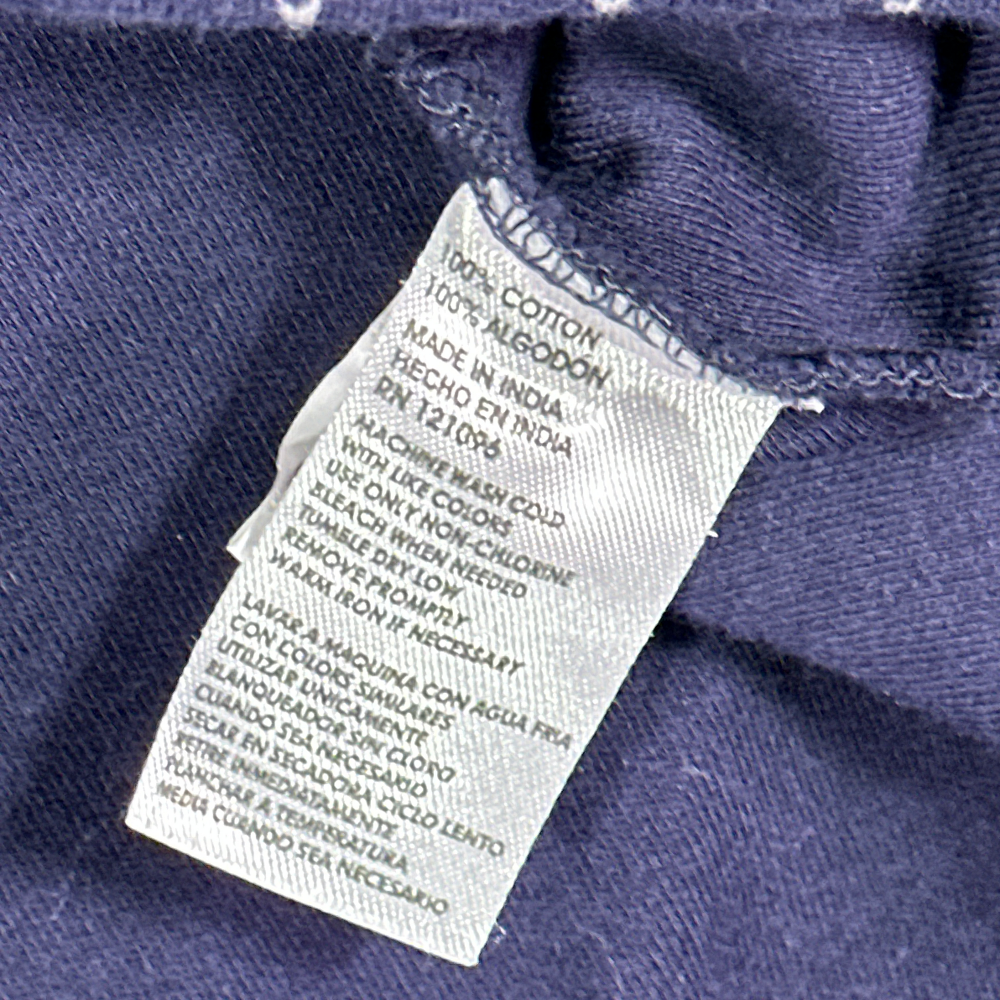 100% COTTON
100% ALGODON
MADE IN INDIA
HECHO EN INDIA
RN 121096
MACHINE WASH COLD
WITH LIKE COLORS
USE ONLY NON-CHLORINE
BLEACH WHEN NEEDED
TUMBLE DRY LOW
REMOVE PROMPTLY
WARM IRON IF NECESSARY
LAVAR A MAQUINA CON AGUA FRIA
CON COLORS SIMILARES
UTILIZAR UNICAMENTE
BLANQUEADOR SIN CLORO
CUANDO SEA NECESARIO
SECAR EN SECADORA CICLO LENTO
RETIRE INMEDIATAMENTE
PLANCHAR A TEMPERATURA
MEDIA CUANDO SEA NECESARIO